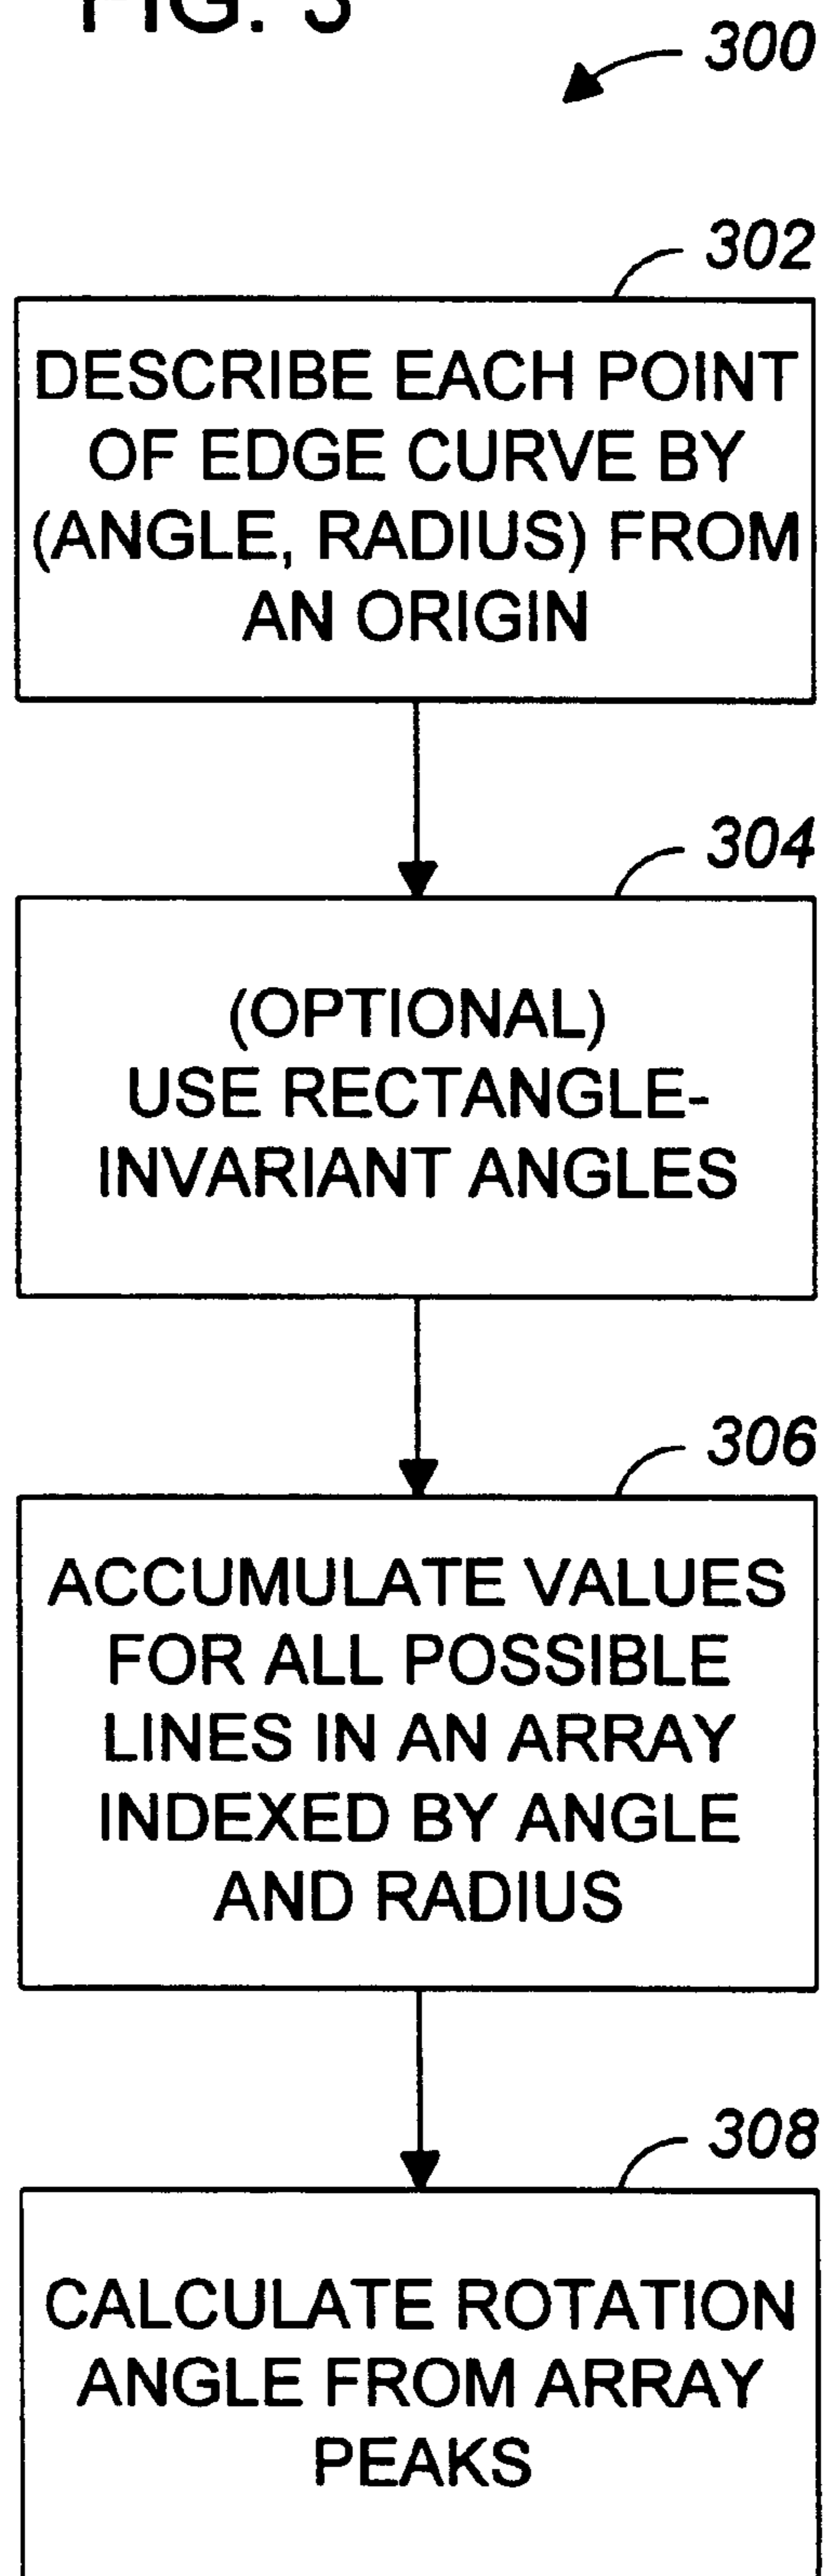 FIG. 3
300
302
DESCRIBE EACH POINT
OF EDGE CURVE BY
(ANGLE, RADIUS) FROM
AN ORIGIN
304
(OPTIONAL)
USE RECTANGLE-
INVARIANT ANGLES
306
ACCUMULATE VALUES
FOR ALL POSSIBLE
LINES IN AN ARRAY
INDEXED BY ANGLE
AND RADIUS
308
CALCULATE ROTATION
ANGLE FROM ARRAY
PEAKS